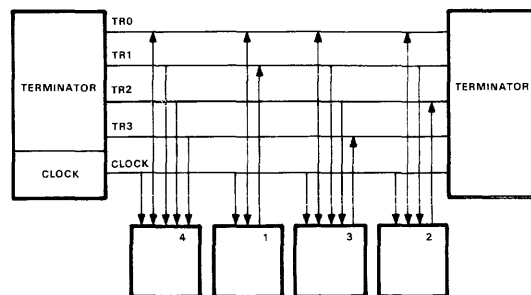 TR0
TR1
TERMINATOR
TR2
TERMINATOR
TR3
CLOCK
CLOCK
4
1
3
2